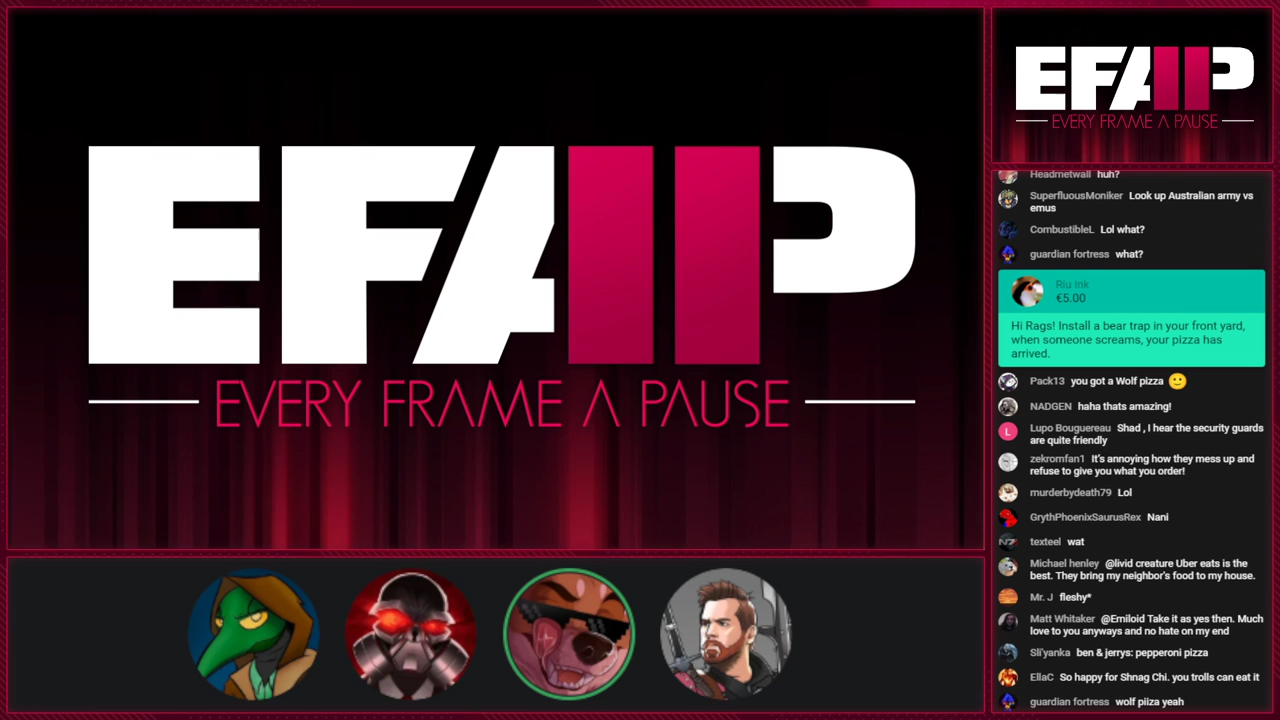 EFAP
EVERY FRAME A PAUSE
EFAP
EVERY FRAME A PAUSE
Headmetwall huh?
SuperfluousMoniker Look up Australian army vs
emus
CombustibleL Lol what?
guardian fortress what?
Riu Ink
€5.00
Hi Rags! Install a bear trap in your front yard,
when someone screams, your pizza has
arrived.
Pack13 you got a Wolf pizza 🙂
NADGEN haha thats amazing!
L
Lupo Bouguereau Shad , I hear the security guards
are quite friendly
zekromfan1 It's annoying how they mess up and
refuse to give you what you order!
murderbydeath79 Lol
GrythPhoenixSaurusRex Nani
N7
texteel wat
Michael henley @livid creature Uber eats is the
best. They bring my neighbor's food to my house.
Mr. J fleshy*
Matt Whitaker @Emiloid Take it as yes then. Much
love to you anyways and no hate on my end
Sli'yanka ben & jerrys: pepperoni pizza
EllaC So happy for Shnag Chi. you trolls can eat it
guardian fortress wolf piiza yeah